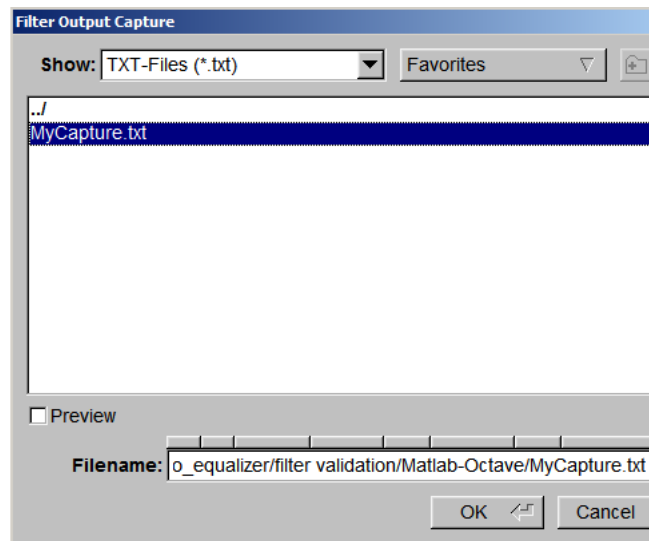 Filter Output Capture
Show: TXT-Files (*.txt) Favorites
../
MyCapture.txt
Preview
Filename: o_equalizer/filter validation/Matlab-Octave/MyCapture.txt
OK Cancel